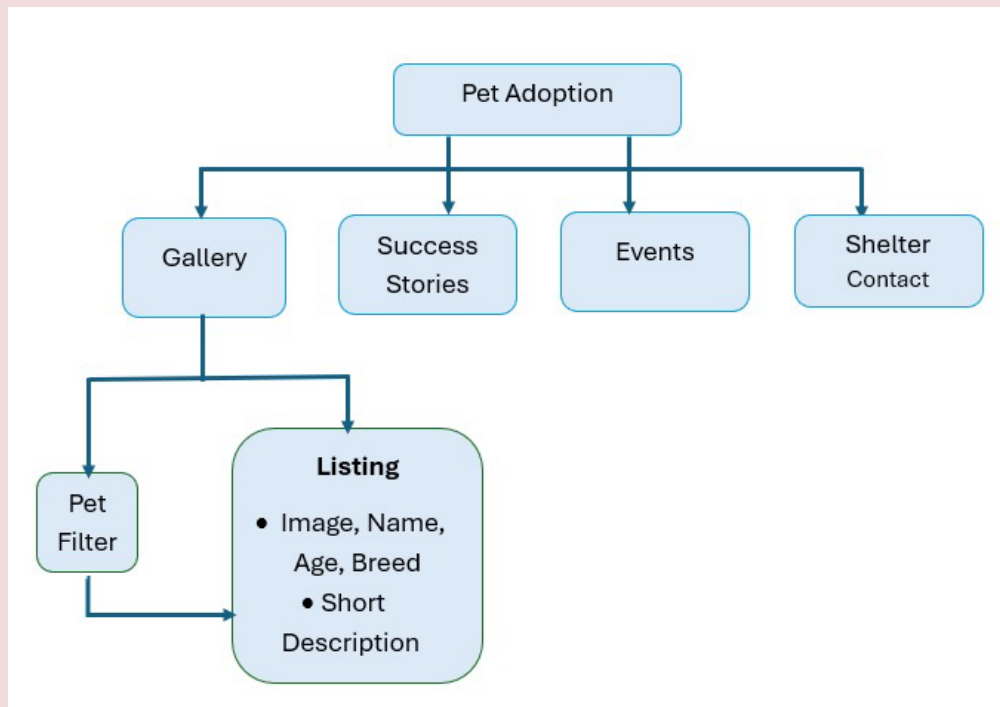 Pet Adoption
Gallery
Success
Stories
Events
Shelter
Contact
Pet
Filter
Listing
• Image, Name,
Age, Breed
• Short
Description